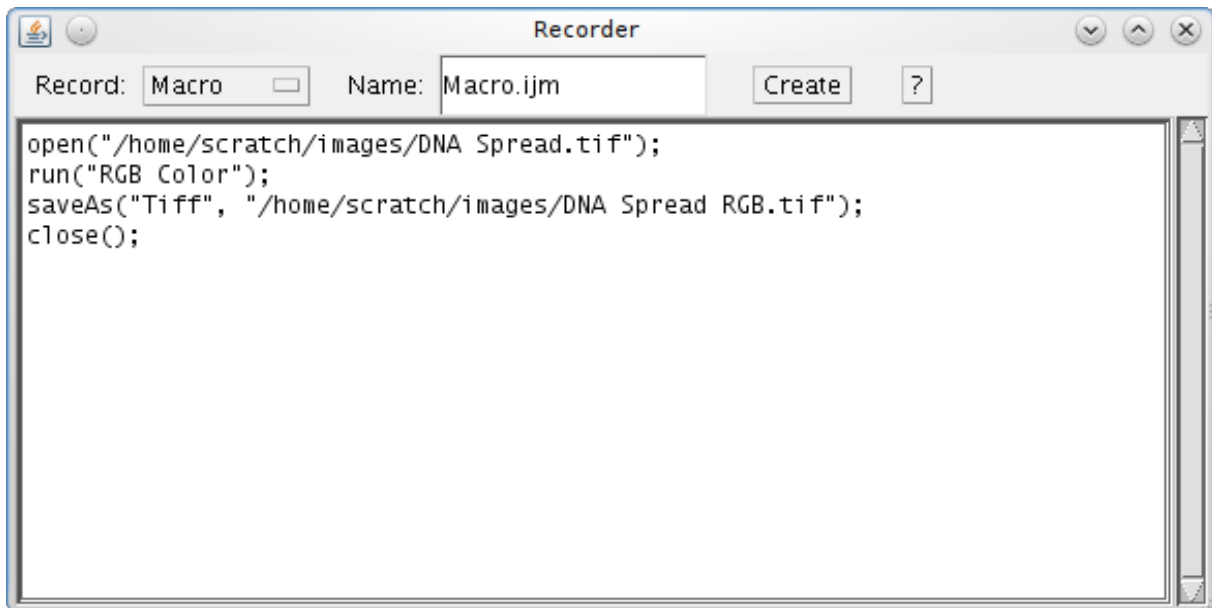 Recorder
Record: Macro Name: Macro.ijm Create ?
open("/home/scratch/images/DNA Spread.tif");
run("RGB Color");
saveAs("Tiff", "/home/scratch/images/DNA Spread RGB.tif");
close();